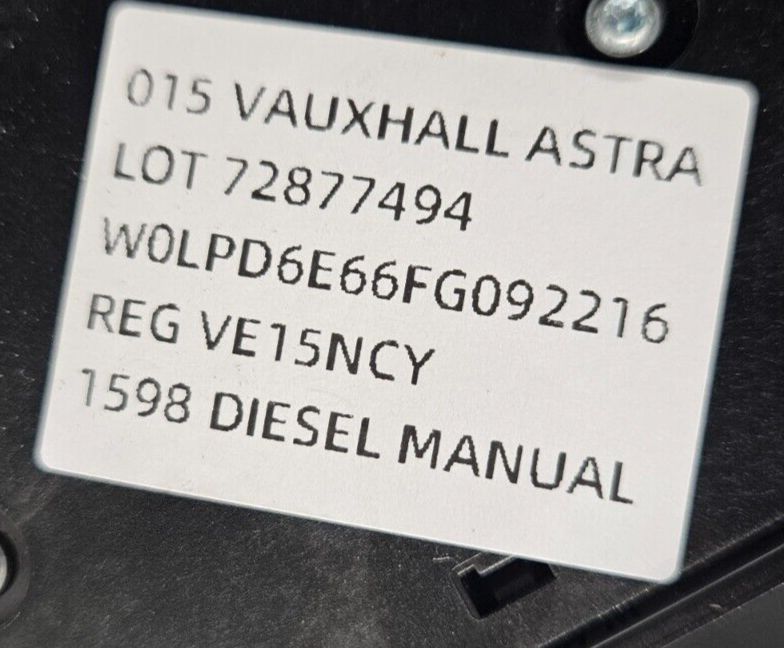 015 VAUXHALL ASTRA
LOT 72877494
W0LPD6E66FG092216
REG VE15NCY
1598 DIESEL MANUAL